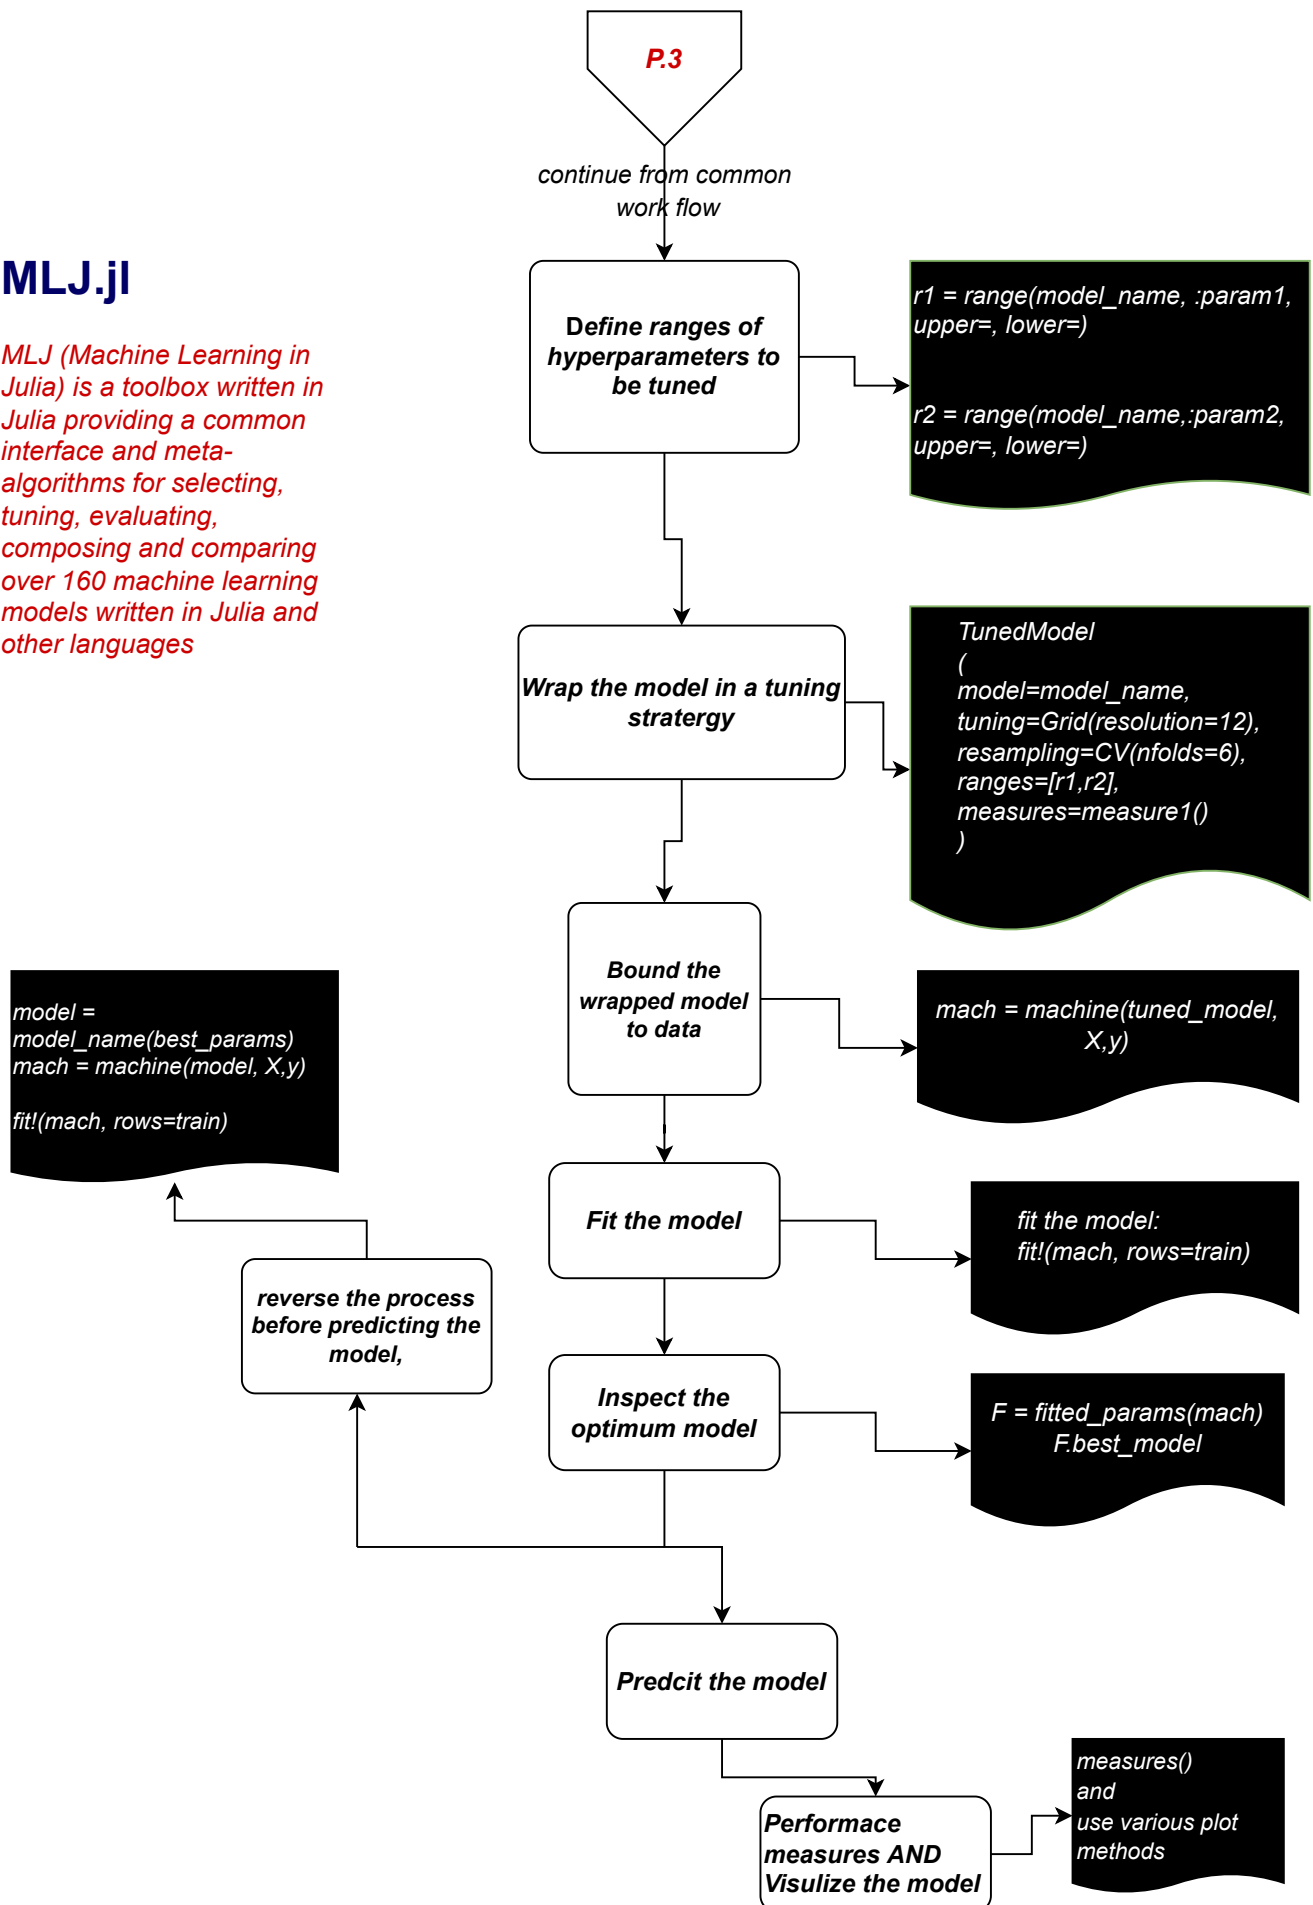 P.3
continue from common
work flow
MLJ.jl
MLJ (Machine Learning in
Julia) is a toolbox written in
Julia providing a common
interface and meta-
algorithms for selecting,
tuning, evaluating,
composing and comparing
over 160 machine learning
models written in Julia and
other languages
Define ranges of
hyperparameters to
be tuned
r1 = range(model_name, :param1,
upper=, lower=)
r2 = range(model_name,:param2,
upper=, lower=)
Wrap the model in a tuning
stratergy
TunedModel
(
model=model_name,
tuning=Grid(resolution=12),
resampling=CV(nfolds=6),
ranges=[r1,r2],
measures=measure1()
)
Bound the
wrapped model
to data
mach = machine(tuned_model,
X,y)
model =
model_name(best_params)
mach = machine(model, X,y)
fit!(mach, rows=train)
Fit the model
fit the model:
fit!(mach, rows=train)
reverse the process
before predicting the
model,
Inspect the
optimum model
F = fitted_params(mach)
F.best_model
Predcit the model
Performace
measures AND
Visulize the model
measures()
and
use various plot
methods